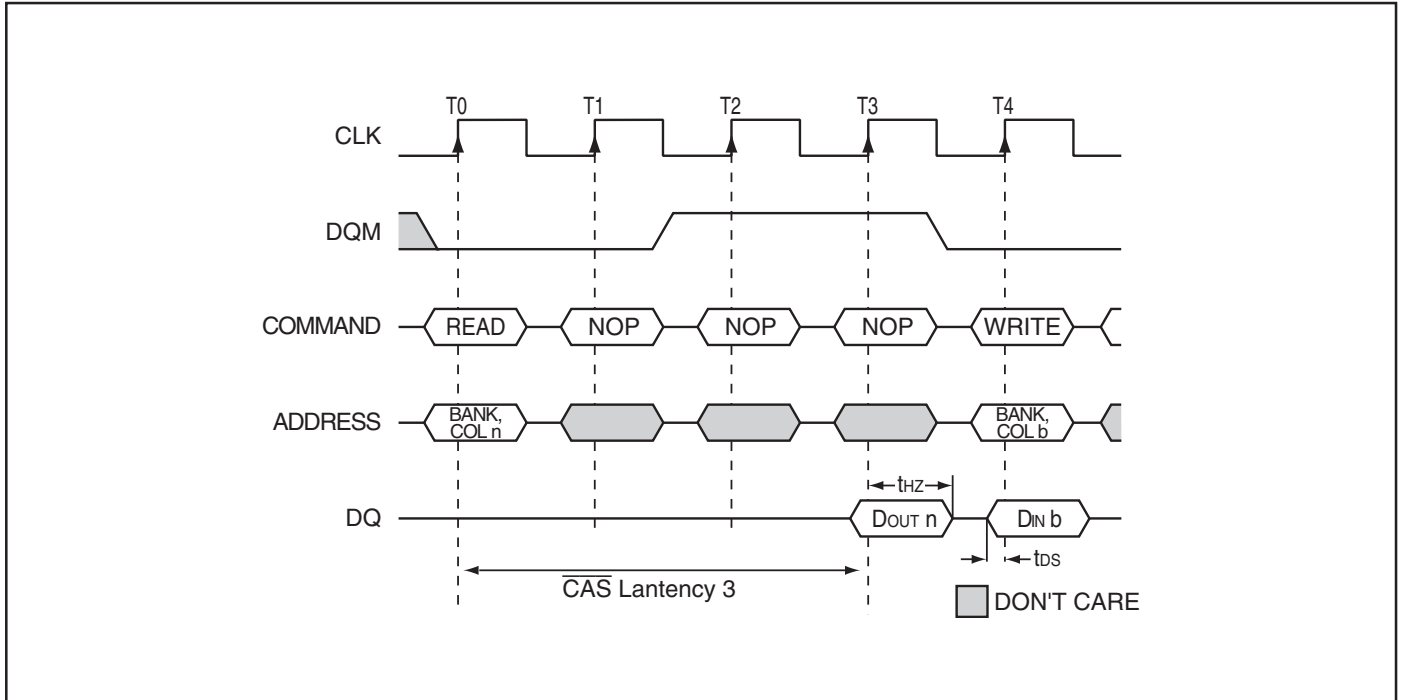 T0 T1 T2 T3 T4
CLK
DQM
COMMAND READ NOP NOP NOP WRITE
ADDRESS BANK, COL n BANK, COL b
tHZ
DQ DOUT n DIN b
tDS
CAS Lantency 3
DON'T CARE